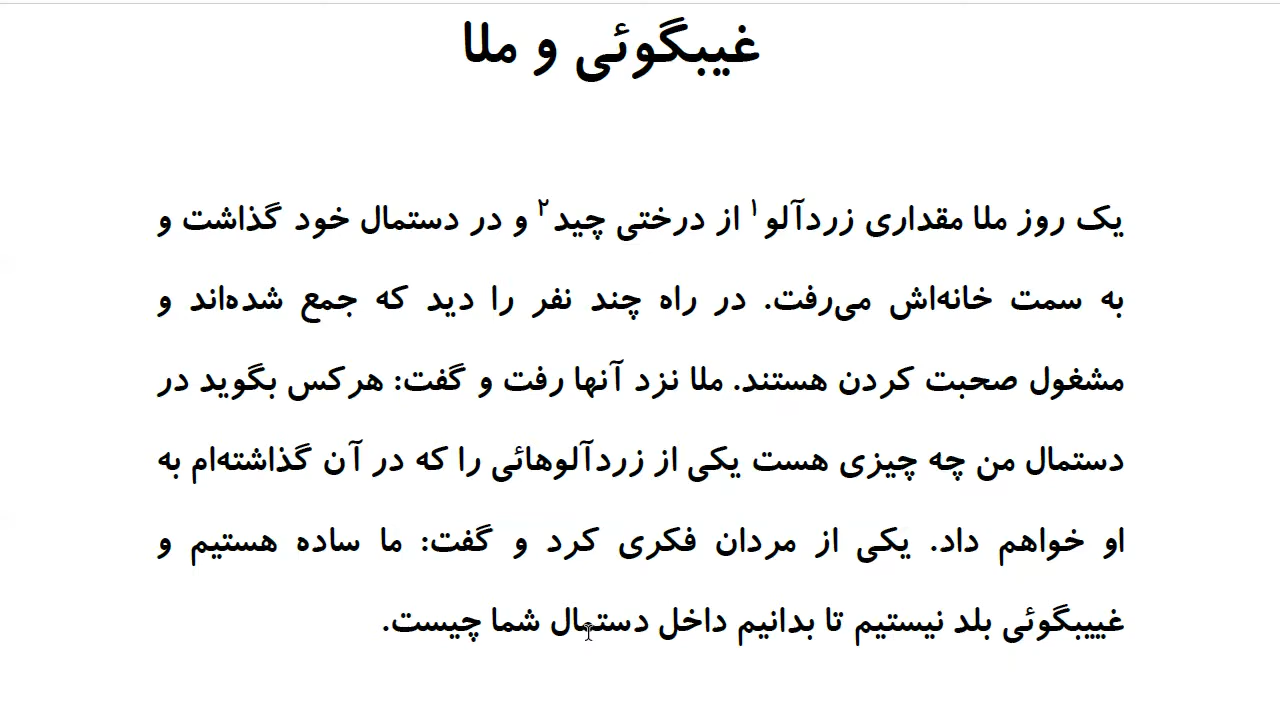 غیبگوئی و ملا
یک روز ملا مقداری زردآلو۱ از درختی چید۲ و در دستمال خود گذاشت و
به سمت خانه‌اش می‌رفت. در راه چند نفر را دید که جمع شده‌اند و
مشغول صحبت کردن هستند. ملا نزد آنها رفت و گفت: هرکس بگوید در
دستمال من چه چیزی هست یکی از زردآلوهائی را که در آن گذاشته‌ام به
او خواهم داد. یکی از مردان فکری کرد و گفت: ما ساده هستیم و
غییبگوئی بلد نیستیم تا بدانیم داخل دستمال شما چیست.